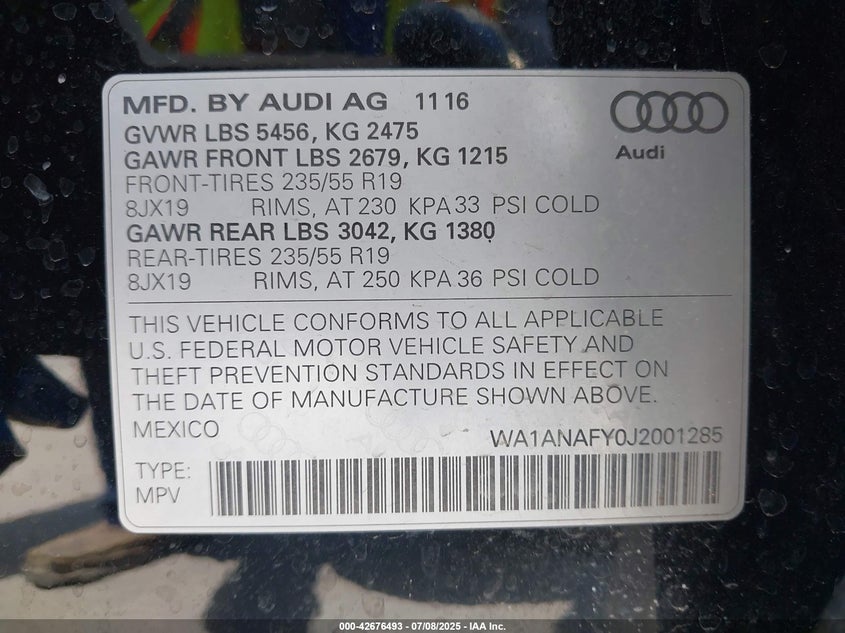 MFD. BY AUDI AG 11 16
GVWR LBS 5456, KG 2475
GAWR FRONT LBS 2679, KG 1215
FRONT-TIRES 235/55 R19
8JX19 RIMS, AT 230 KPA 33 PSI COLD
GAWR REAR LBS 3042, KG 1380
REAR-TIRES 235/55 R19
8JX19 RIMS, AT 250 KPA 36 PSI COLD
Audi
THIS VEHICLE CONFORMS TO ALL APPLICABLE
U.S. FEDERAL MOTOR VEHICLE SAFETY AND
THEFT PREVENTION STANDARDS IN EFFECT ON
THE DATE OF MANUFACTURE SHOWN ABOVE.
MEXICO WA1ANAFY0J2001285
TYPE:
MPV
000-42676493 - 07/08/2025 - IAA Inc.